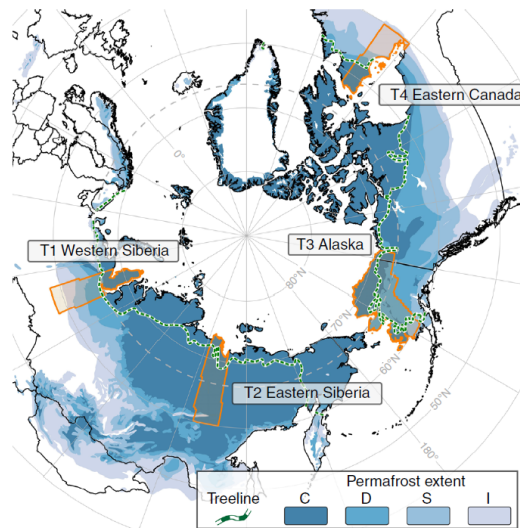 T4 Eastern Canada
0°
T1 Western Siberia
T3 Alaska
80°N
70°N
60°N
50°N
T2 Eastern Siberia
180°
Permafrost extent
Treeline
C D S I